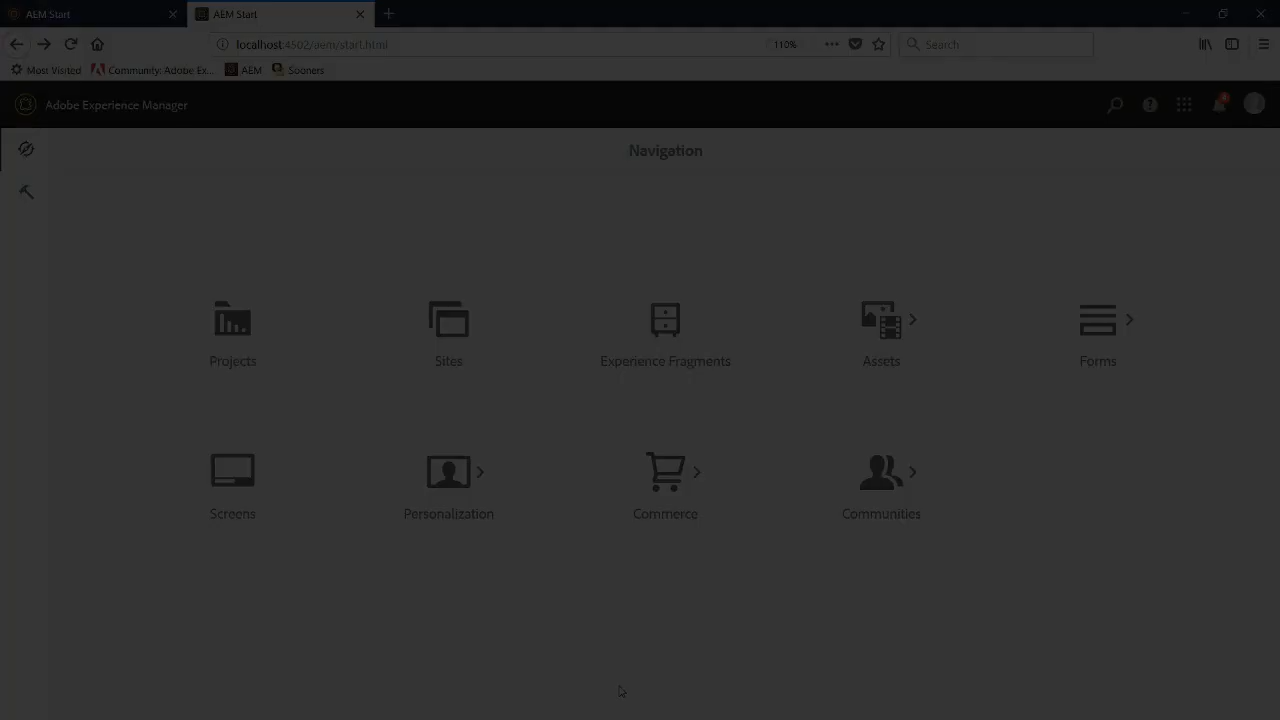 AEM Start
AEM Start
localhost:4502/aem/start.html
110%
Search
Most Visited
Community: Adobe Ex...
AEM
Sooners
Adobe Experience Manager
Navigation
Projects
Sites
Experience Fragments
Assets
Forms
Screens
Personalization
Commerce
Communities